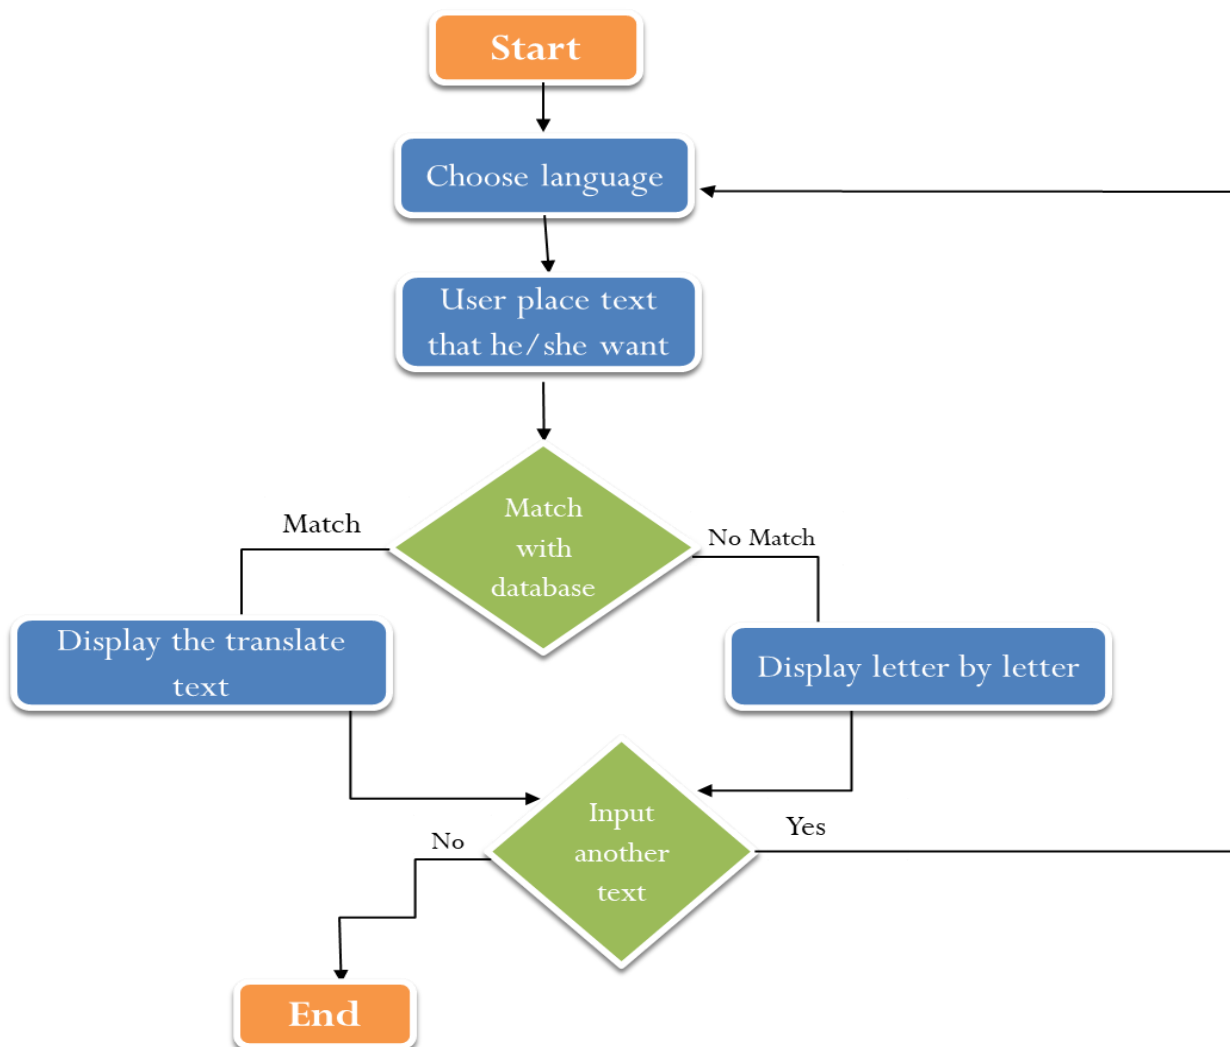 Start
Choose language
User place text
that he/she want
Match
with
database
Match
No Match
Display the translate
text
Display letter by letter
Input
another
text
No
Yes
End